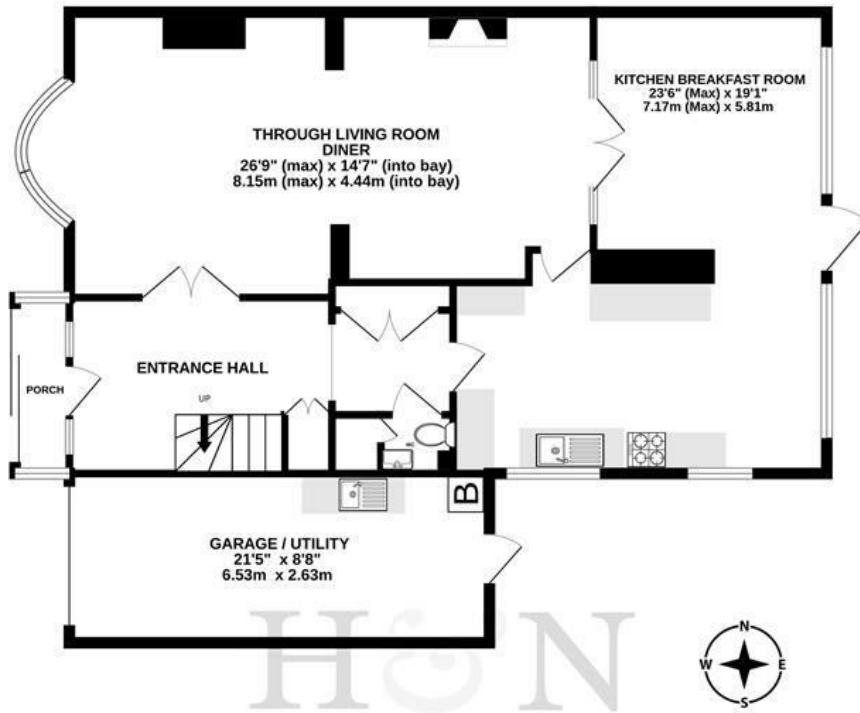 KITCHEN BREAKFAST ROOM
23'6" (Max) x 19'1"
7.17m (Max) x 5.81m
THROUGH LIVING ROOM
DINER
26'9" (max) x 14'7" (into bay)
8.15m (max) x 4.44m (into bay)
ENTRANCE HALL
PORCH
UP
WC
B
GARAGE / UTILITY
21'5" x 8'8"
6.53m x 2.63m
H&N
N
W E
S